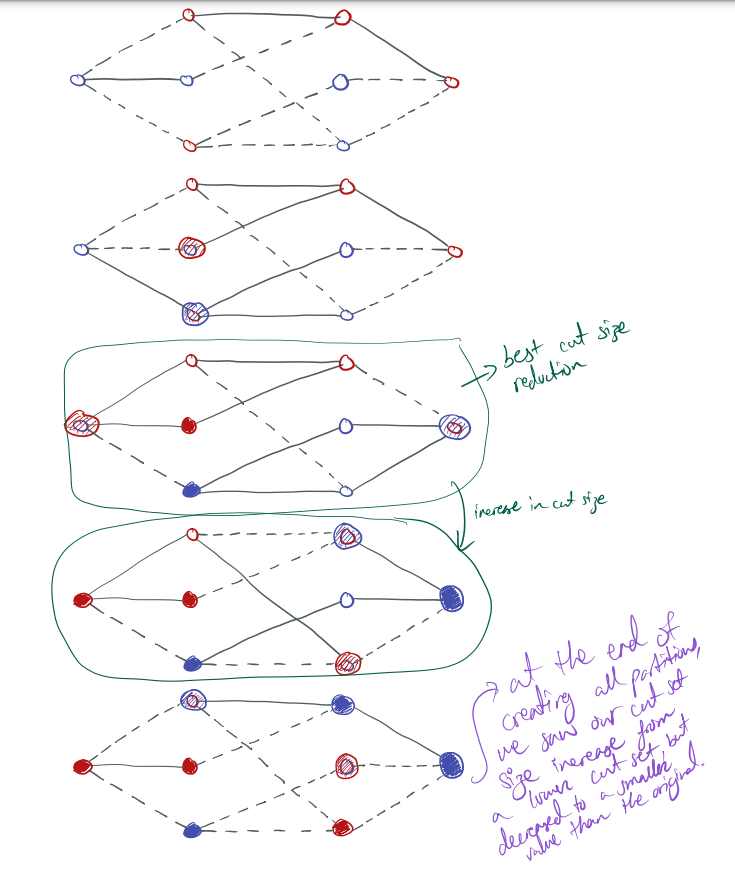 best cut size
reduction
increase in cut size
at the end of
creating all partitions,
we saw our cut set
size increase from
a lower cut set but
decreased to a smaller
value than the original.